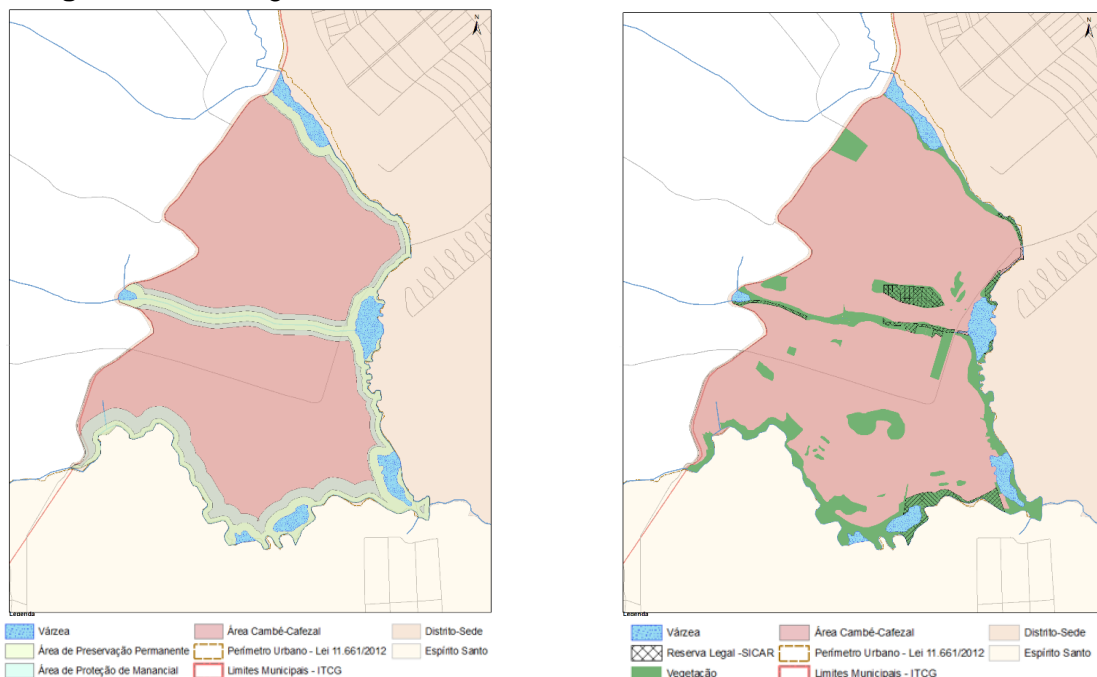 N
N
Legenda
Várzea
Área Cambé-Cafezal
Distrito-Sede
Área de Preservação Permanente
Perímetro Urbano - Lei 11.661/2012
Espírito Santo
Área de Proteção de Manancial
Limites Municipais - ITCG
Várzea
Área Cambé-Cafezal
Distrito-Sede
Reserva Legal -SICAR
Perímetro Urbano - Lei 11.661/2012
Espírito Santo
Vegetação
Limites Municipais - ITCG